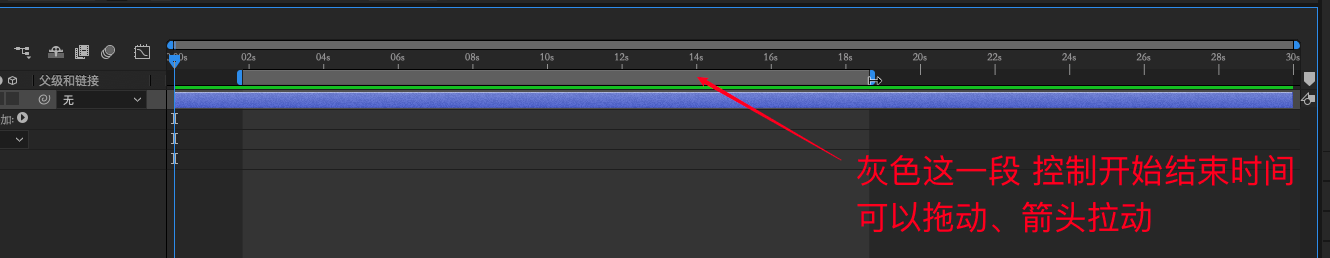 0:00s 02s 04s 06s 08s 10s 12s 14s 16s 18s 20s 22s 24s 26s 28s 30s
父级和链接
无
加:
灰色这一段 控制开始结束时间
可以拖动、箭头拉动